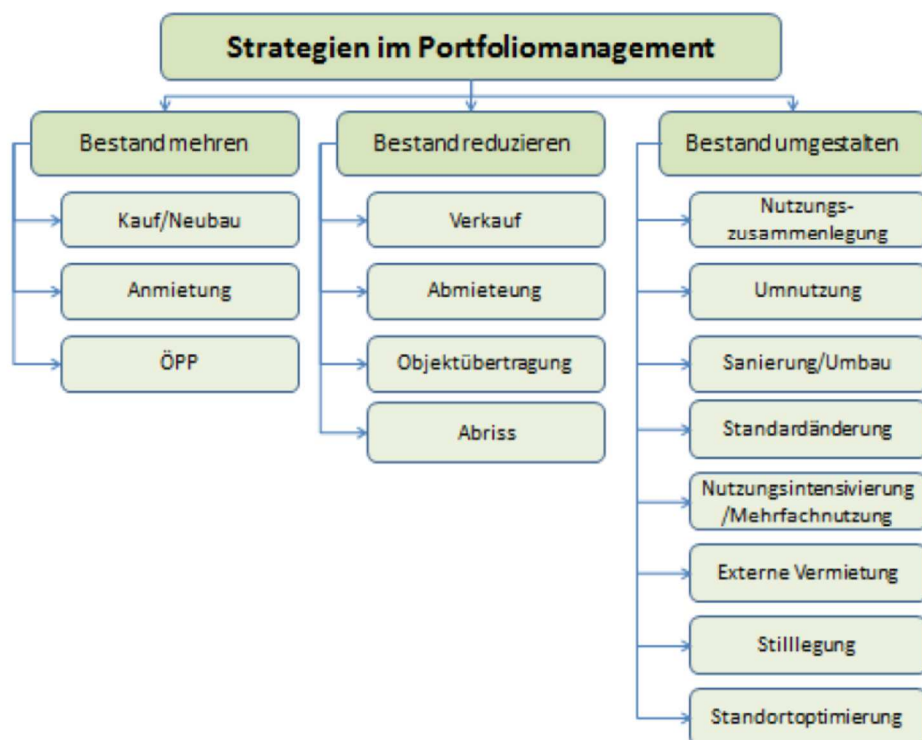 Strategien im Portfoliomanagement
Bestand mehren
Kauf/Neubau
Anmietung
ÖPP
Bestand reduzieren
Verkauf
Abmieteung
Objektübertragung
Abriss
Bestand umgestalten
Nutzungs-
zusammenlegung
Umnutzung
Sanierung/Umbau
Standardänderung
Nutzungsintensivierung
/Mehrfachnutzung
Externe Vermietung
Stilllegung
Standortoptimierung